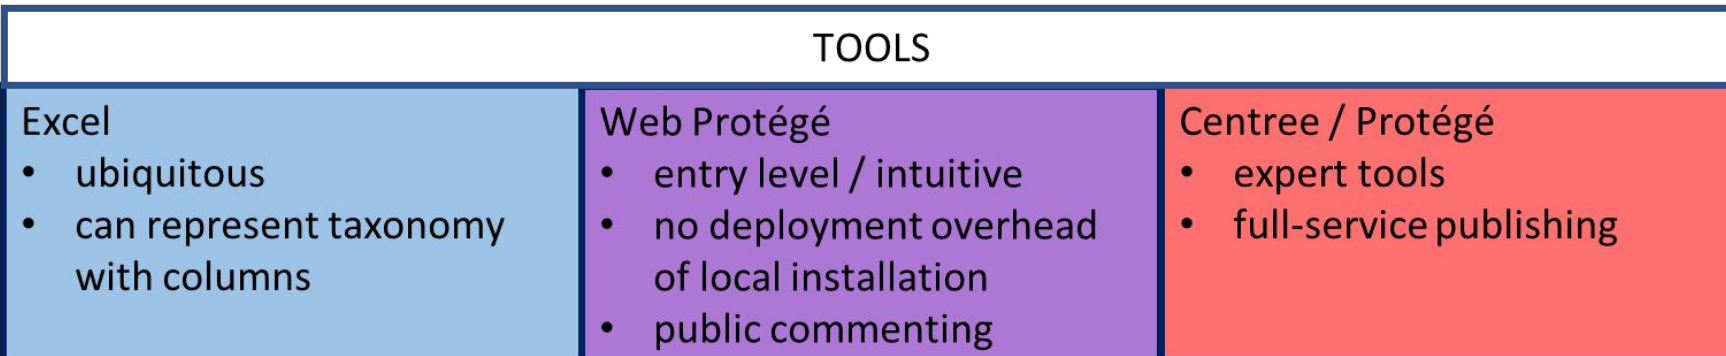 TOOLS
Excel
• ubiquitous
• can represent taxonomy
with columns
Web Protégé
• entry level / intuitive
• no deployment overhead
of local installation
• public commenting
Centree / Protégé
• expert tools
• full-service publishing